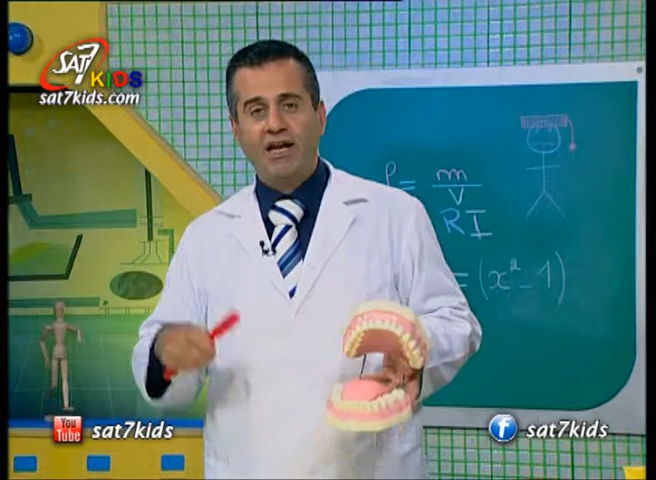 SAT7
KIDS
sat7KIDS.com
P = m
V
RI
= (x² - 1)
You
Tube
sat7KIDS
f
sat7KIDS